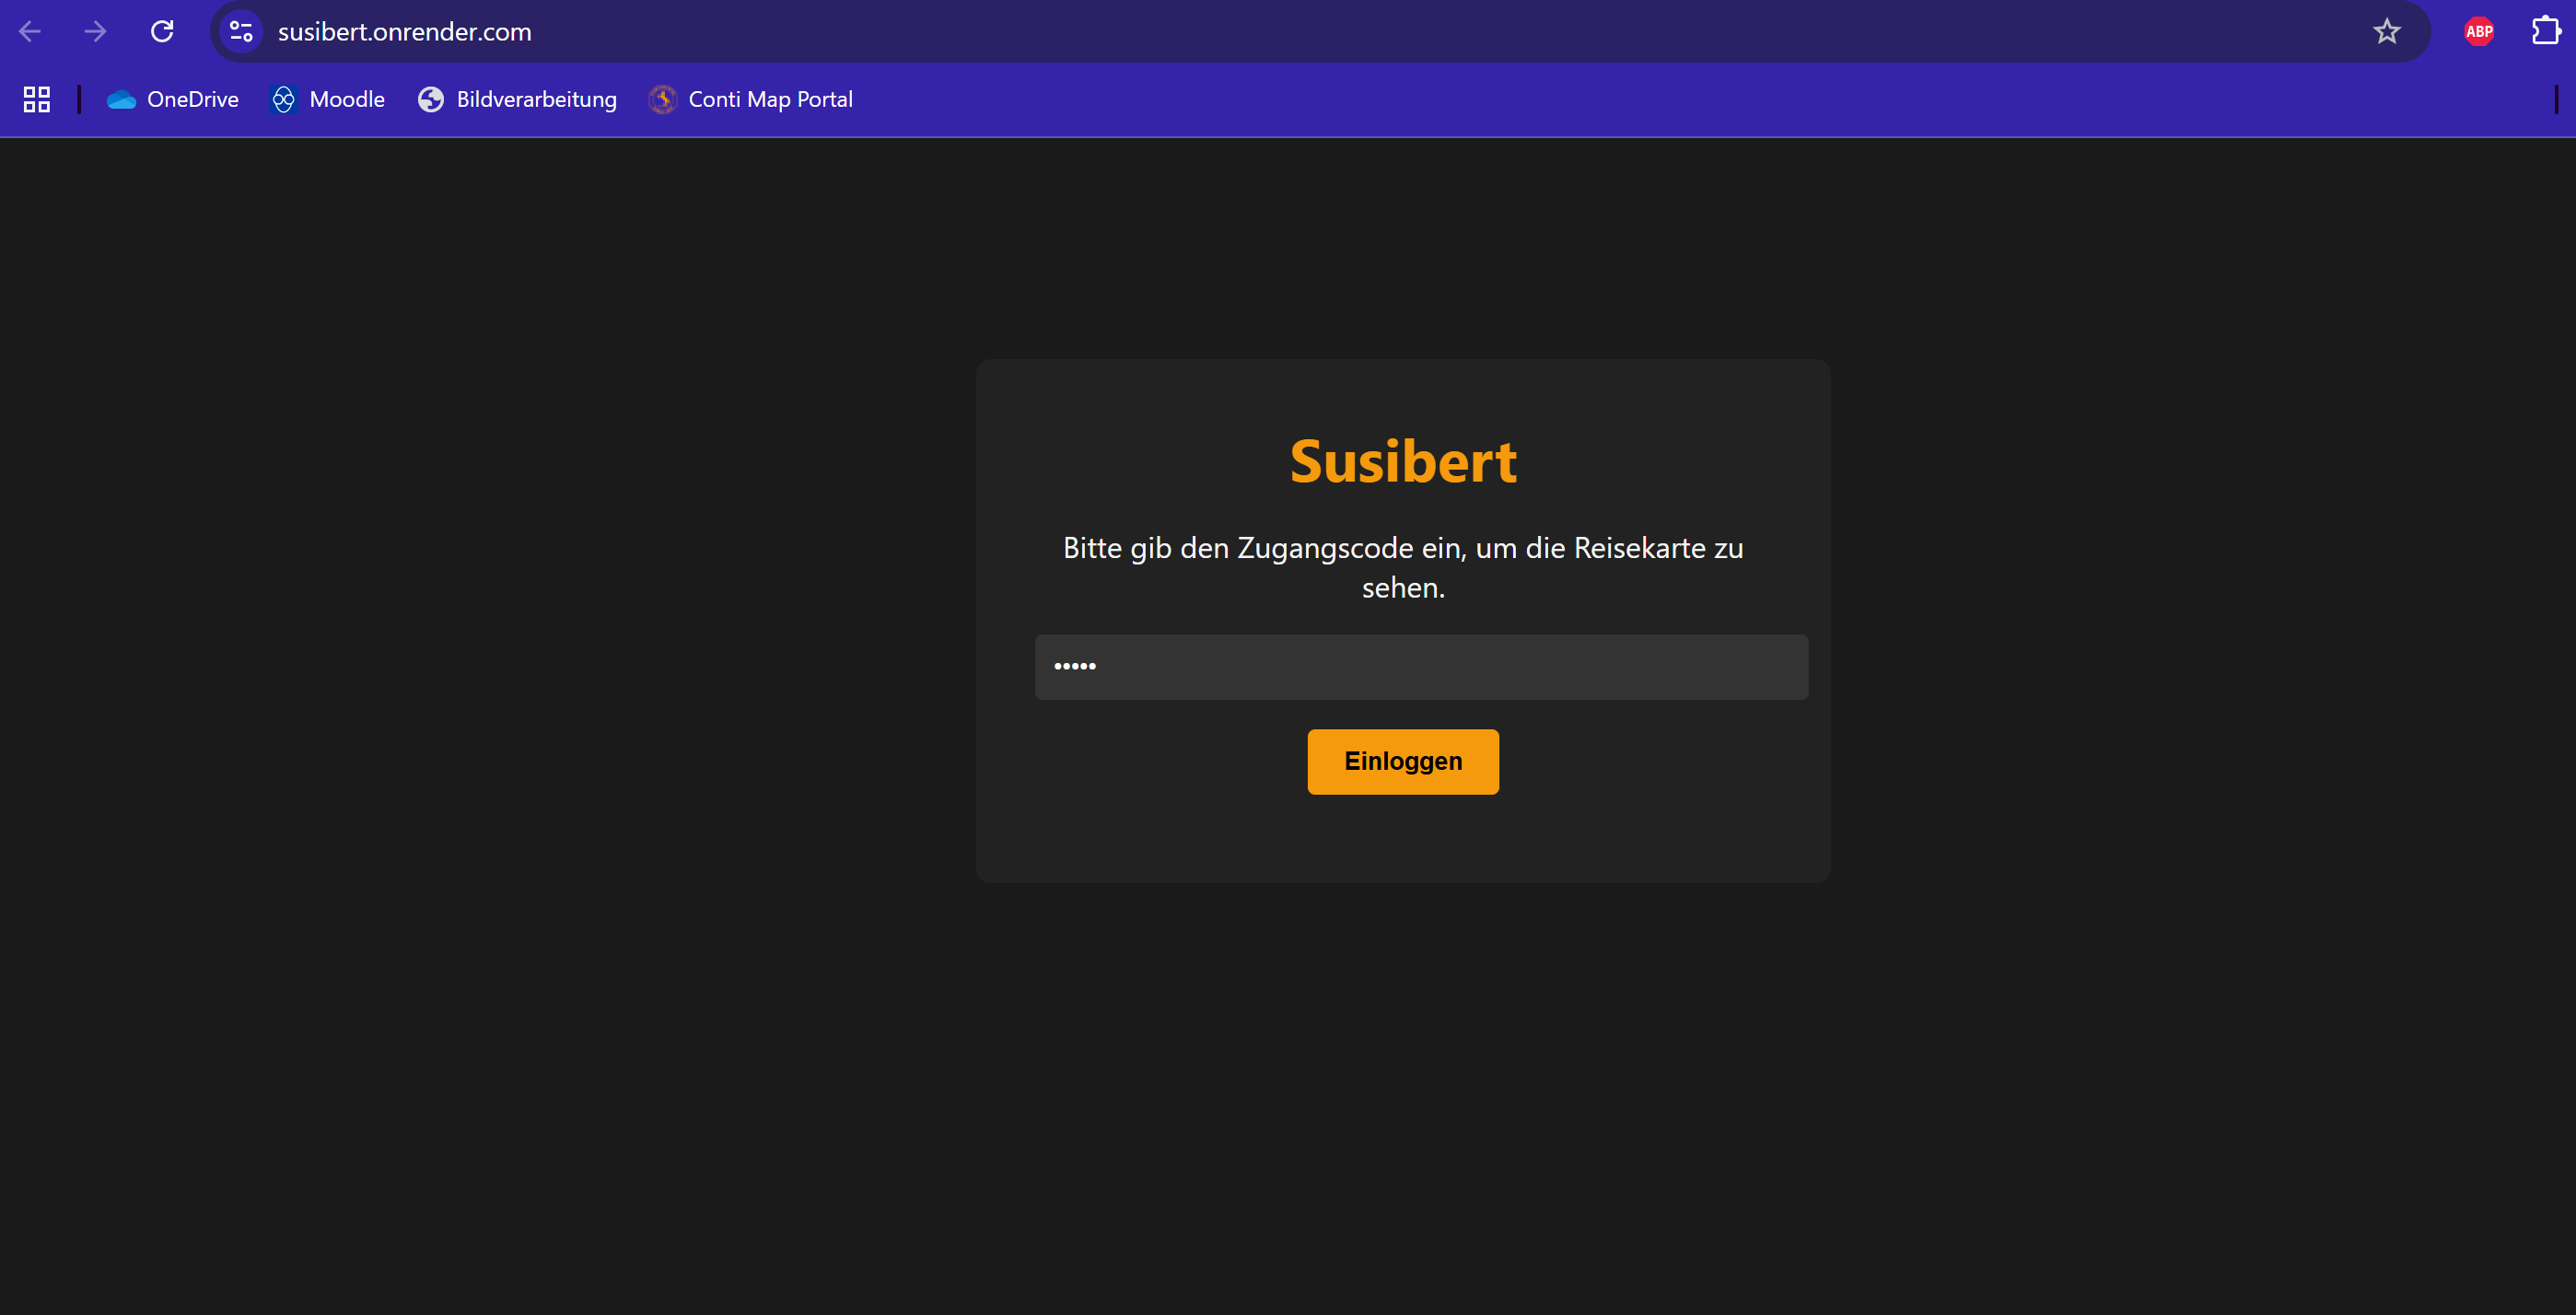 susibert.onrender.com
ABP
OneDrive
Moodle
Bildverarbeitung
Conti Map Portal
Susibert
Bitte gib den Zugangscode ein, um die Reisekarte zu
sehen.
•••••
Einloggen